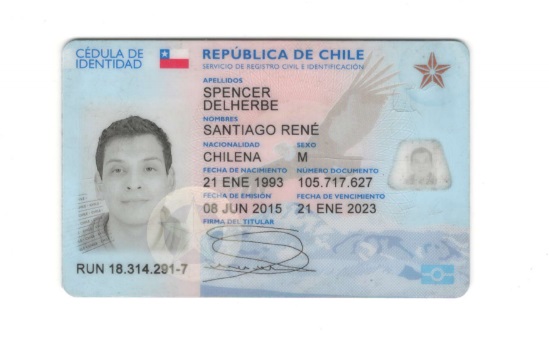 CÉDULA DE
IDENTIDAD
REPÚBLICA DE CHILE
SERVICIO DE REGISTRO CIVIL E IDENTIFICACIÓN
APELLIDOS
SPENCER
DELHERBE
NOMBRES
SANTIAGO RENÉ
NACIONALIDAD SEXO
CHILENA M
FECHA DE NACIMIENTO NÚMERO DOCUMENTO
21 ENE 1993 105.717.627
FECHA DE EMISIÓN FECHA DE VENCIMIENTO
08 JUN 2015 21 ENE 2023
FIRMA DEL TITULAR
RUN 18.314.291-7